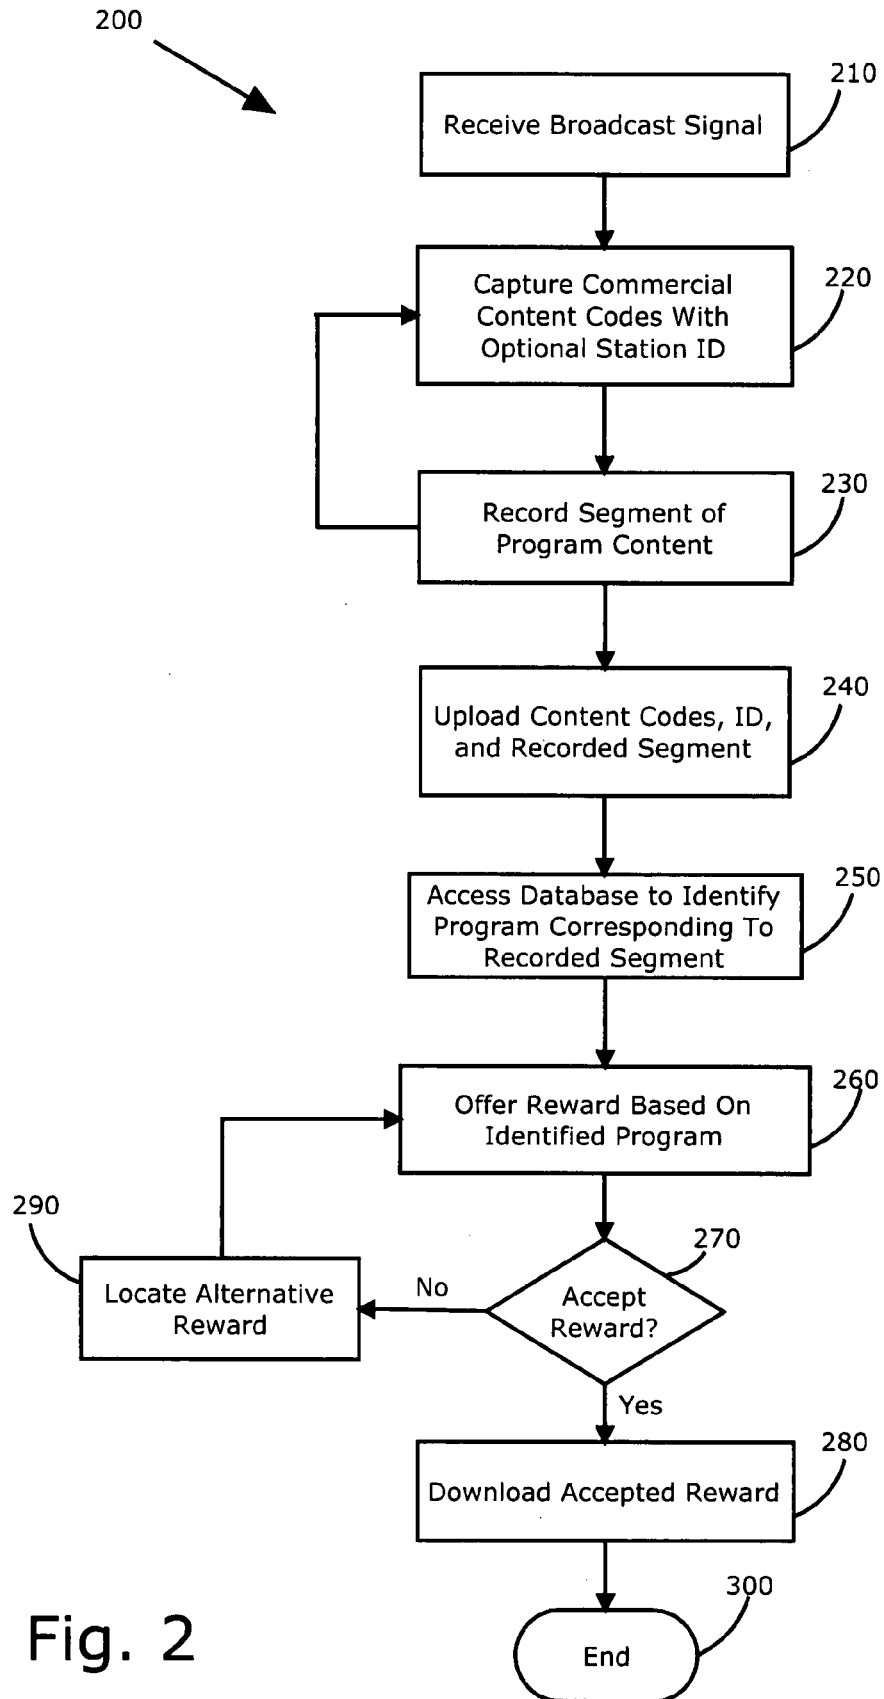 200
210
Receive Broadcast Signal
220
Capture Commercial
Content Codes With
Optional Station ID
230
Record Segment of
Program Content
240
Upload Content Codes, ID,
and Recorded Segment
250
Access Database to Identify
Program Corresponding To
Recorded Segment
260
Offer Reward Based On
Identified Program
290
Locate Alternative
Reward
No
270
Accept
Reward?
Yes
280
Download Accepted Reward
300
End
Fig. 2